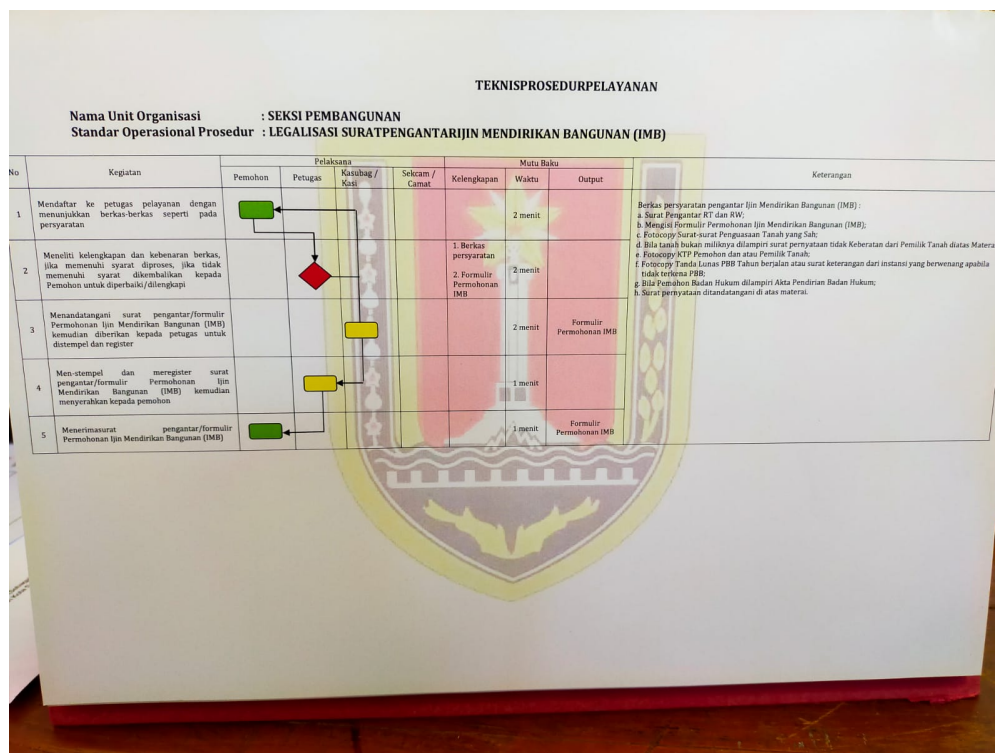 TEKNISPROSEDURPELAYANAN
Nama Unit Organisasi : SEKSI PEMBANGUNAN
Standar Operasional Prosedur : LEGALISASI SURATPENGANTARIJIN MENDIRIKAN BANGUNAN (IMB)
No
Kegiatan
Pelaksana
Mutu Baku
Keterangan
Pemohon
Petugas
Kasubag /
Kasi
Sekcam /
Camat
Kelengkapan
Waktu
Output
1
Mendaftar ke petugas pelayanan dengan
menunjukkan berkas-berkas seperti pada
persyaratan
2 menit
Berkas persyaratan pengantar Ijin Mendirikan Bangunan (IMB) :
a. Surat Pengantar RT dan RW;
b. Mengisi Formulir Permohonan Ijin Mendirikan Bangunan (IMB);
c. Fotocopy Surat-surat Penguasaan Tanah yang Sah;
d. Bila tanah bukan miliknya dilampiri surat pernyataan tidak Keberatan dari Pemilik Tanah diatas Matera
e. Fotocopy KTP Pemohon dan atau Pemilik Tanah;
f. Fotocopy Tanda Lunas PBB Tahun berjalan atau surat keterangan dari instansi yang berwenang apabila
tidak terkena PBB;
g. Bila Pemohon Badan Hukum dilampiri Akta Pendirian Badan Hukum;
h. Surat pernyataan ditandatangani di atas materai.
2
Meneliti kelengkapan dan kebenaran berkas,
jika memenuhi syarat diproses, jika tidak
memenuhi syarat dikembalikan kepada
Pemohon untuk diperbaiki/dilengkapi
1. Berkas
persyaratan
2. Formulir
Permohonan
IMB
2 menit
3
Menandatangani surat pengantar/formulir
Permohonan Ijin Mendirikan Bangunan (IMB)
kemudian diberikan kepada petugas untuk
distempel dan register
2 menit
Formulir
Permohonan IMB
4
Men-stempel dan meregister surat
pengantar/formulir Permohonan Ijin
Mendirikan Bangunan (IMB) kemudian
menyerahkan kepada pemohon
1 menit
5
Menerimasurat pengantar/formulir
Permohonan Ijin Mendirikan Bangunan (IMB)
1 menit
Formulir
Permohonan IMB